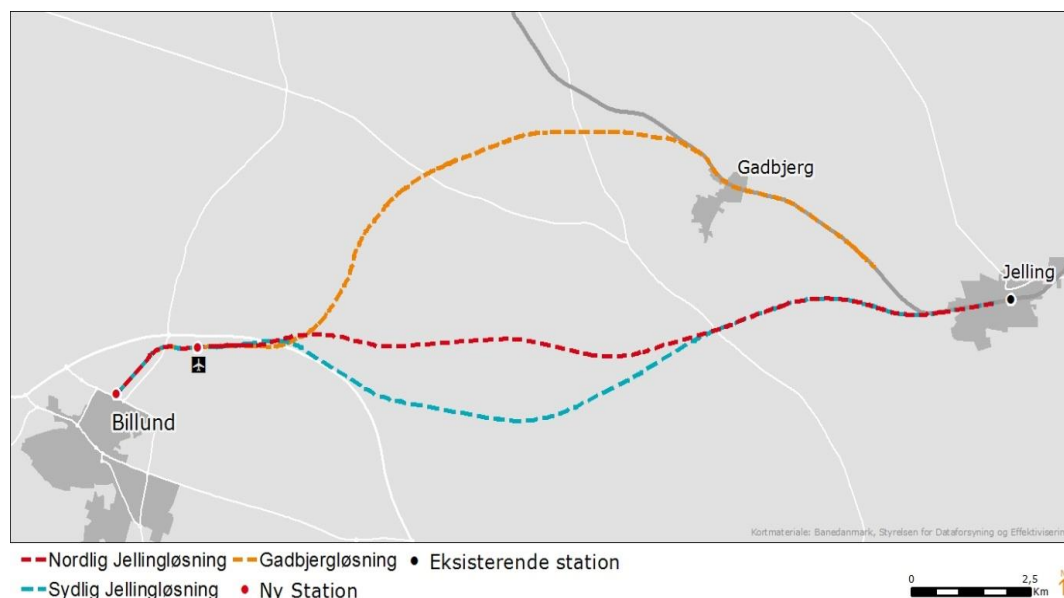 Gadbjerg
Jelling
Billund
Kortmateriale: Banedanmark, Styrelsen for Dataforsyning og Effektivisering
Nordlig Jellingløsning Gadbjergløsning Eksisterende station
Sydlig Jellingløsning Ny Station
0 2,5
Km